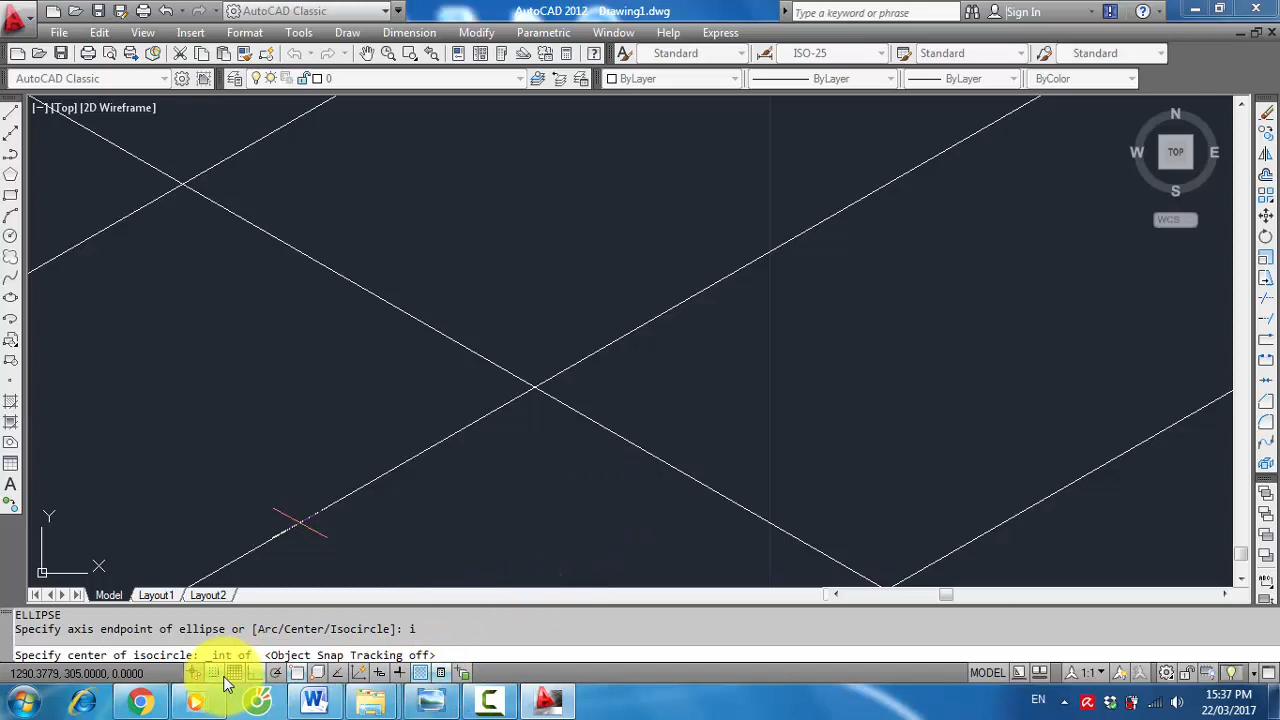 AutoCAD Classic
AutoCAD 2012 - Drawing1.dwg
Type a keyword or phrase
Sign In
File Edit View Insert Format Tools Draw Dimension Modify Parametric Window Express
Standard ISO-25 Standard Standard
AutoCAD Classic 0 ByLayer ByLayer ByLayer ByColor
[−] [Top] [2D Wireframe]
N
W TOP E
S
WCS
A
Y
X
Model Layout1 Layout2
ELLIPSE
Specify axis endpoint of ellipse or [Arc/Center/Isocircle]: i
Specify center of isocircle: _int of <Object Snap Tracking off>
1290.3779, 305.0000, 0.0000
MODEL 1:1
EN
15:37 PM
22/03/2017